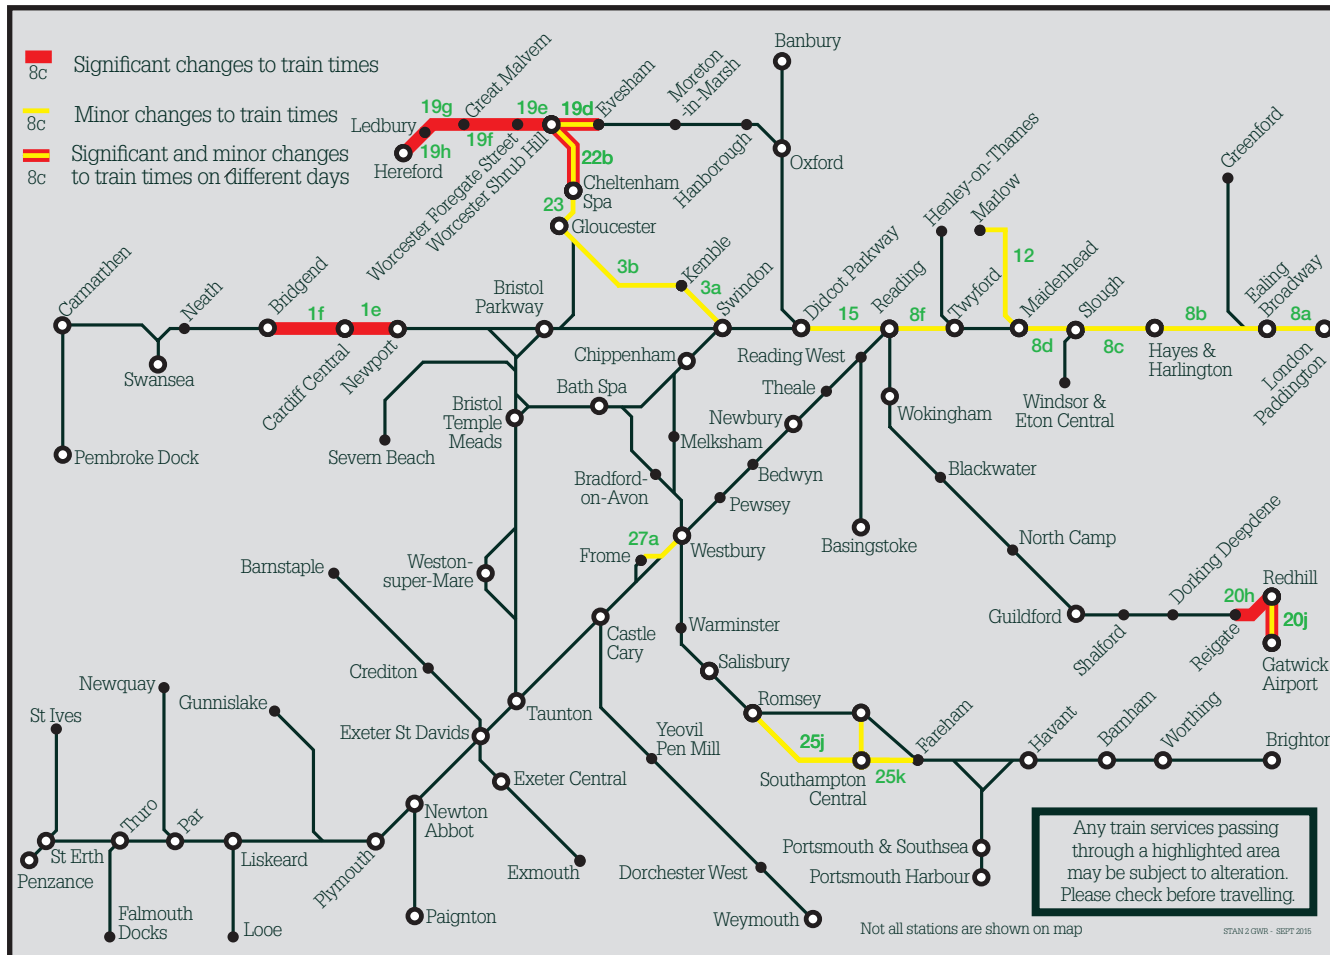 8c
Significant changes to train times
8c
Minor changes to train times
8c
Significant and minor changes
to train times on different days
Banbury
Moreton
-in-Marsh
Evesham
Great Malvern
19g
19e
19d
Ledbury
19f
19h
Hereford
Worcester Foregate Street
Worcester Shrub Hill
22b
Cheltenham
Spa
Hanborough
Oxford
Greenford
Henley-on-Thames
Marlow
23
Gloucester
3b
Kemble
3a
12
Carmarthen
Neath
Bridgend
1f
1e
Bristol
Parkway
Swindon
Didcot Parkway
15
Reading
8f
Twyford
Maidenhead
8d
Slough
8c
8b
Ealing
Broadway
8a
Swansea
Cardiff Central
Newport
Chippenham
Reading West
Hayes &
Harlington
London
Paddington
Bath Spa
Theale
Windsor &
Eton Central
Bristol
Temple
Meads
Newbury
Wokingham
Pembroke Dock
Severn Beach
Melksham
Bedwyn
Blackwater
Bradford-
on-Avon
Pewsey
27a
Westbury
Basingstoke
North Camp
Frome
Barnstaple
Weston-
super-Mare
Dorking Deepdene
Redhill
20h
20j
Castle
Cary
Warminster
Guildford
Shalford
Reigate
Gatwick
Airport
Crediton
Salisbury
Newquay
Gunnislake
St Ives
Taunton
Romsey
Exeter St Davids
Yeovil
Pen Mill
25j
Fareham
Havant
Barnham
Worthing
Brighton
Exeter Central
Southampton
Central
25k
Newton
Abbot
Truro
Par
St Erth
Penzance
Liskeard
Plymouth
Exmouth
Dorchester West
Portsmouth & Southsea
Portsmouth Harbour
Falmouth
Docks
Looe
Paignton
Weymouth
Any train services passing
through a highlighted area
may be subject to alteration.
Please check before travelling.
Not all stations are shown on map
STAN 2 GWR - SEPT 2015